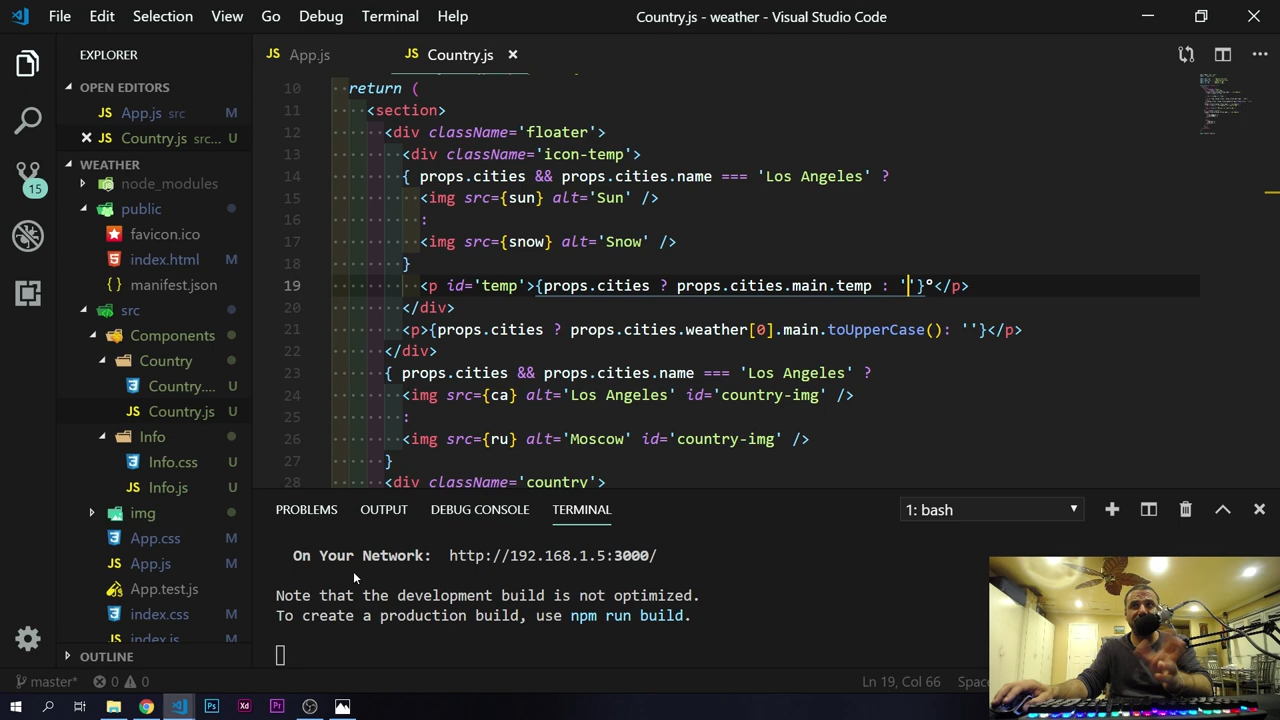 File Edit Selection View Go Debug Terminal Help Country.js - weather - Visual Studio Code
EXPLORER
OPEN EDITORS
JS App.js src M
JS Country.js src... U
WEATHER
node_modules
public
favicon.ico
index.html M
manifest.json
src
Components
Country
Country.... U
JS Country.js U
Info
Info.css U
JS Info.js U
img
App.css M
JS App.js M
App.test.js
index.css M
index.js M
OUTLINE
15
JS App.js JS Country.js
10 return (
11 <section>
12 <div className='floater'>
13 <div className='icon-temp'>
14 { props.cities && props.cities.name === 'Los Angeles' ?
15 <img src={sun} alt='Sun' />
16 :
17 <img src={snow} alt='Snow' />
18 }
19 <p id='temp'>{props.cities ? props.cities.main.temp : ''}°</p>
20 </div>
21 <p>{props.cities ? props.cities.weather[0].main.toUpperCase(): ''}</p>
22 </div>
23 { props.cities && props.cities.name === 'Los Angeles' ?
24 <img src={ca} alt='Los Angeles' id='country-img' />
25 :
26 <img src={ru} alt='Moscow' id='country-img' />
27 }
28 <div className='country'>
PROBLEMS OUTPUT DEBUG CONSOLE TERMINAL 1: bash
On Your Network: http://192.168.1.5:3000/
Note that the development build is not optimized.
To create a production build, use npm run build.
master* 0 0 Ln 19, Col 66
Ps Xd Pr